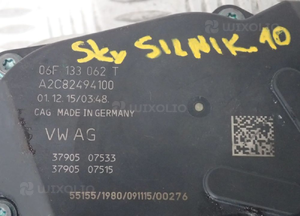 Sky SILNIK 10
06F 133 062 T
A2C82494100
01.12.15/03:48.
CAG MADE IN GERMANY
VW AG
37905 07533
37905 07515
55155/1980/091115/00276
WUXOLIO